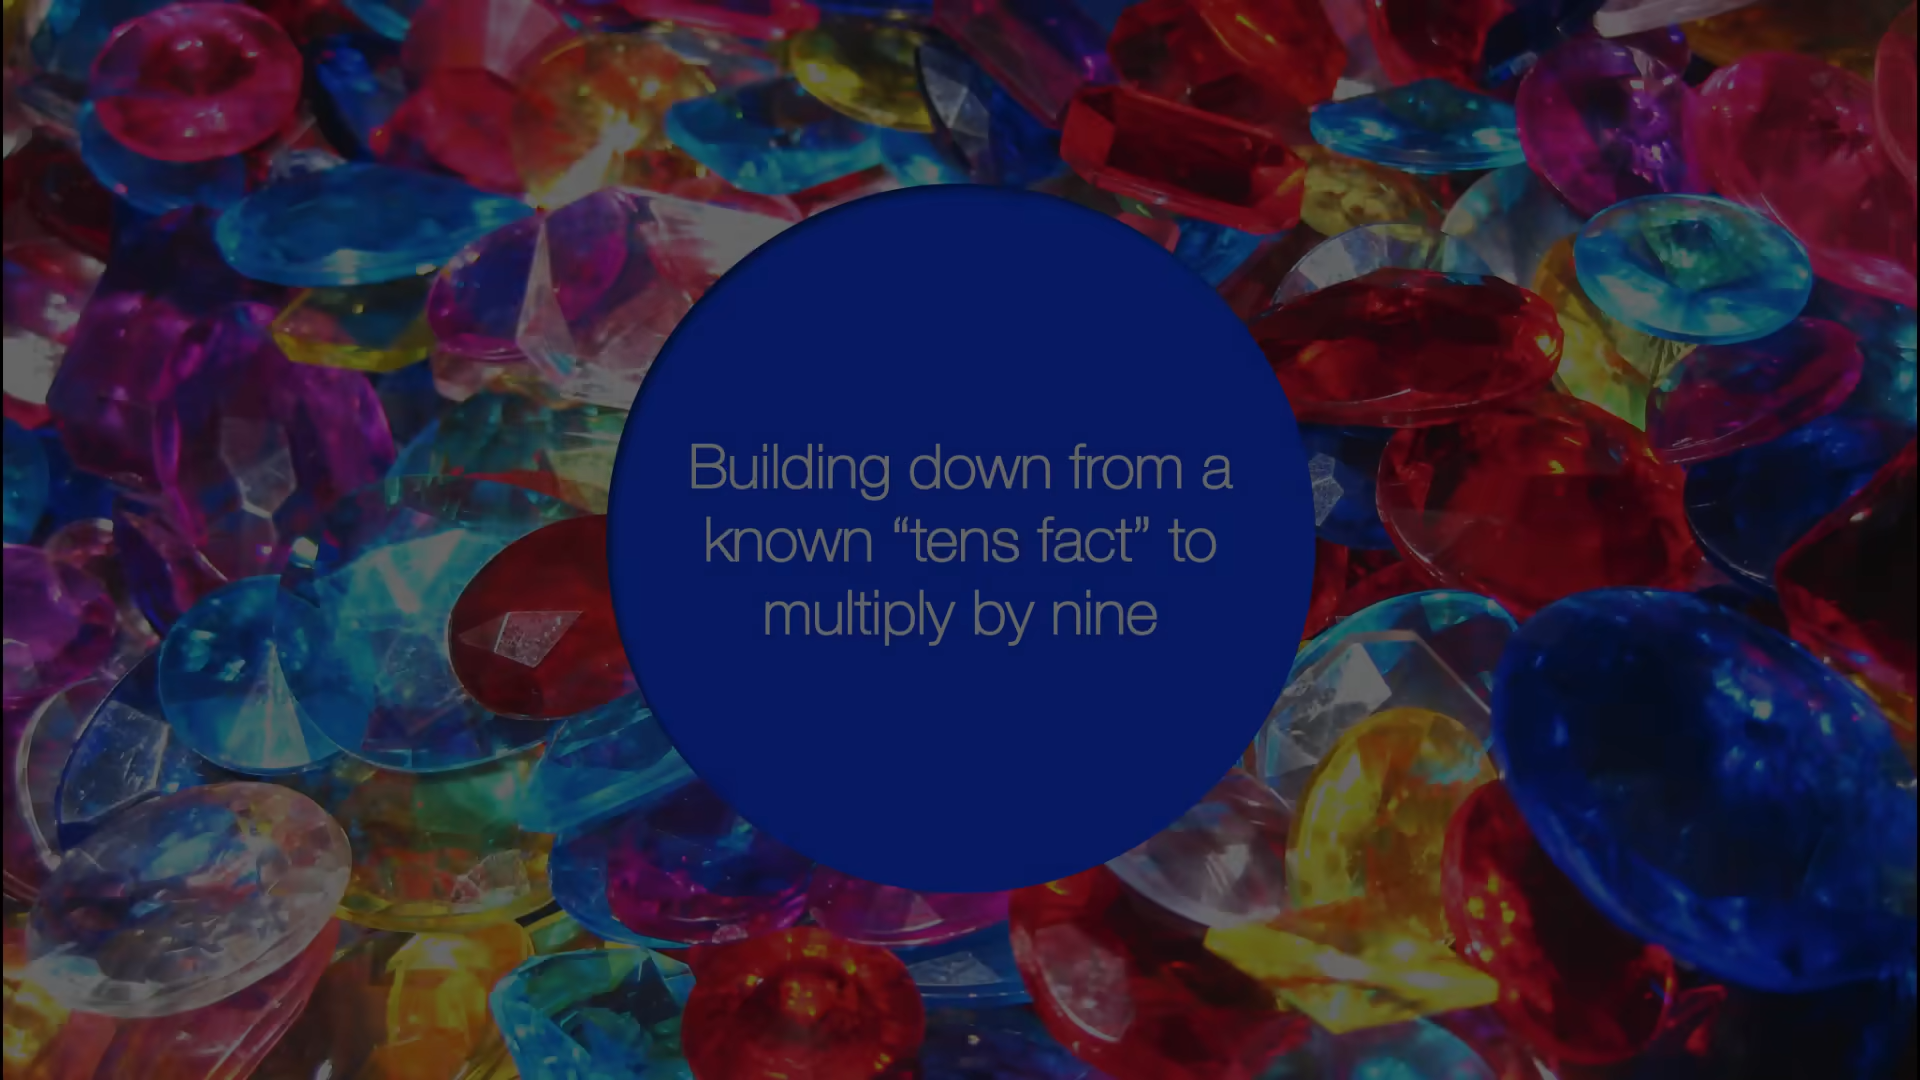 Building down from a
known “tens fact” to
multiply by nine